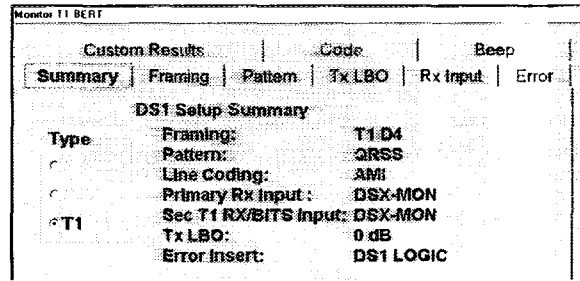 Monitor T1 BERT
Custom Results Code Beep
Summary Framing Pattern Tx LBO Rx Input Error
DS1 Setup Summary
Type
Framing: T1 D4
Pattern: QRSS
Line Coding: AMI
Primary Rx Input : DSX-MON
Sec T1 RX/BITS Input: DSX-MON
T1
Tx LBO: 0 dB
Error Insert: DS1 LOGIC